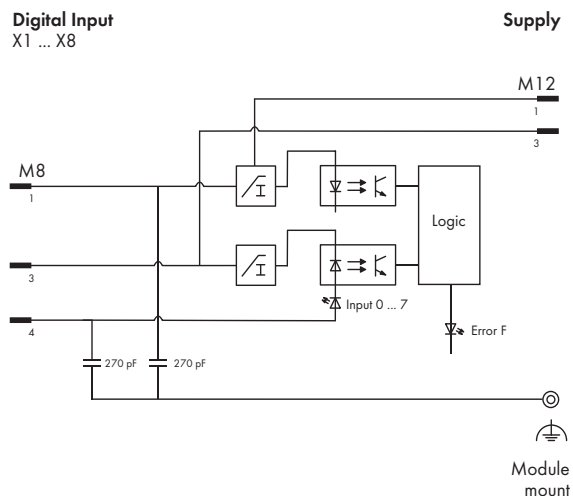 Digital Input
X1 ... X8
Supply
M12
1
3
M8
1
3
4
Logic
Input 0 ... 7
Error F
270 pF
270 pF
Module
mount